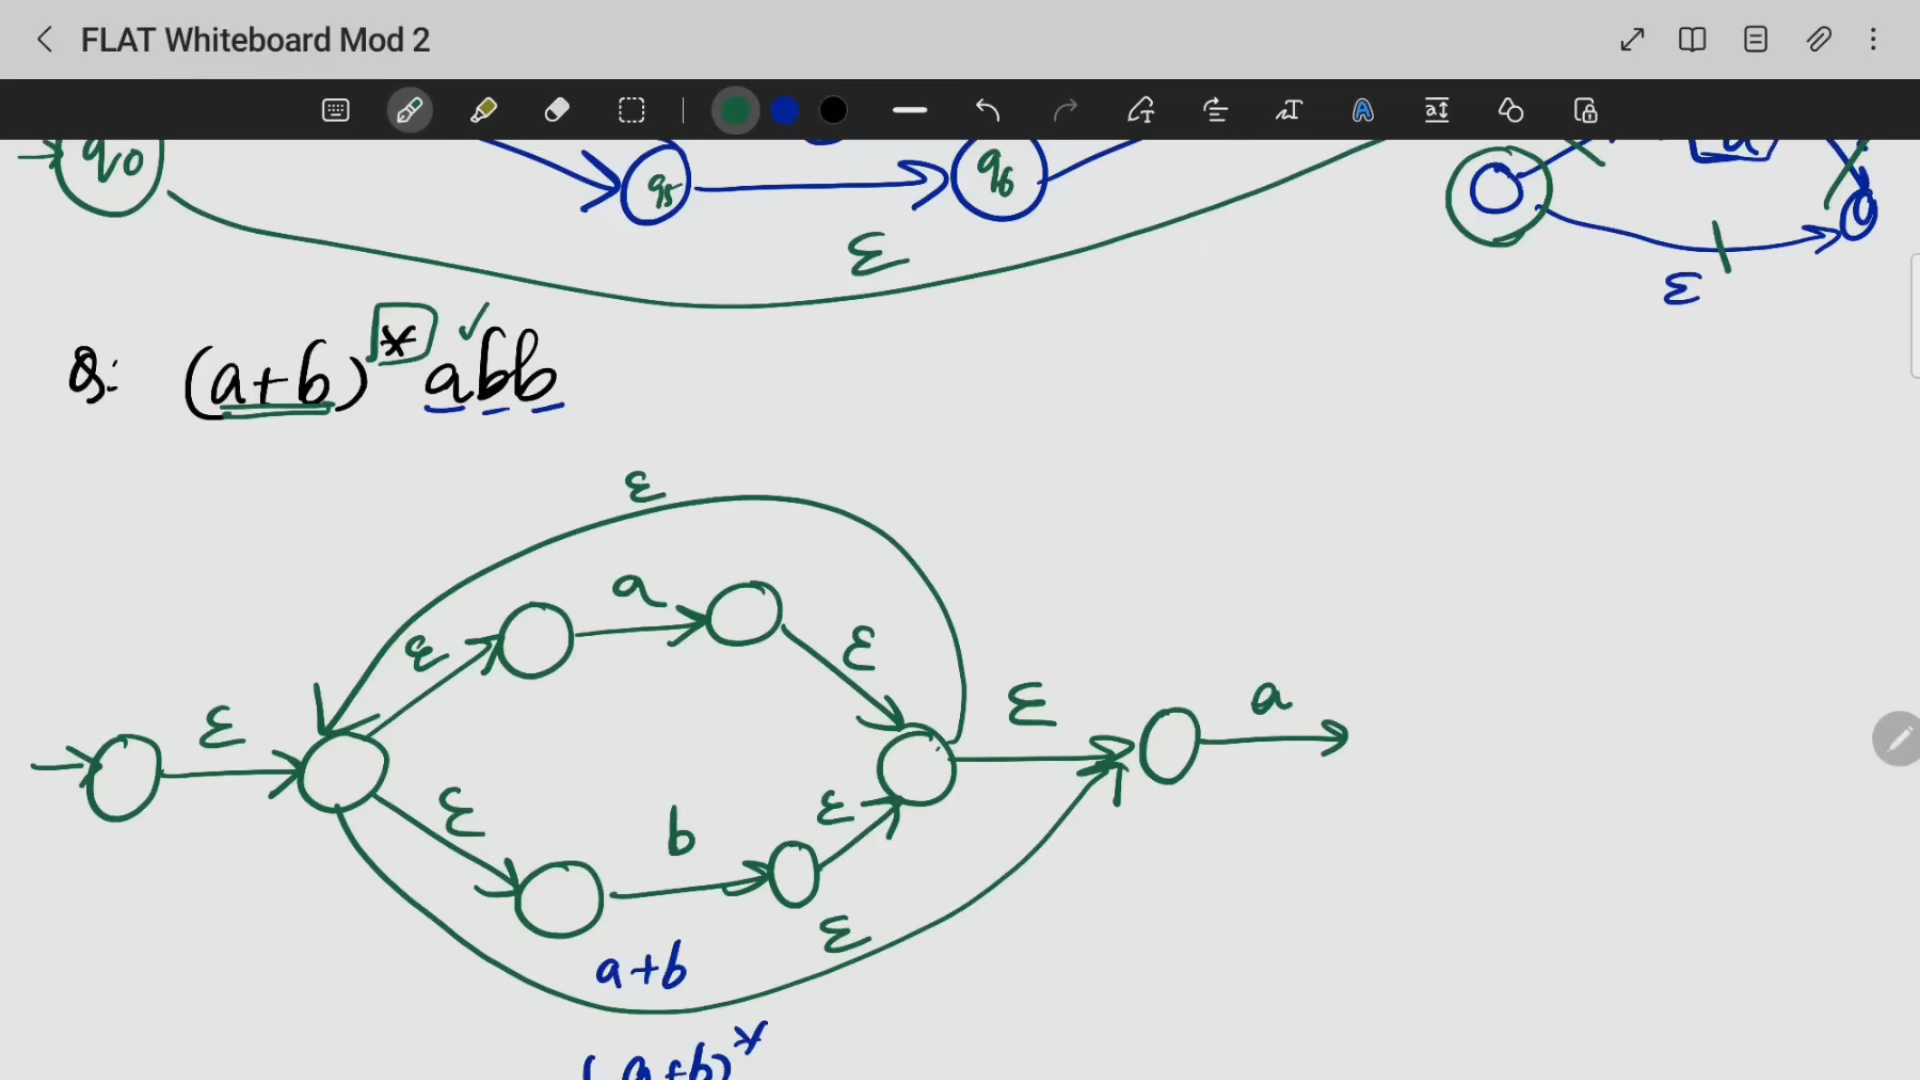 FLAT Whiteboard Mod 2
q0 q5 q6 a
ε
ε
Q: (a+b)* abb
ε
a
ε ε
ε ε a
ε b ε
ε
a+b
(a+b)*